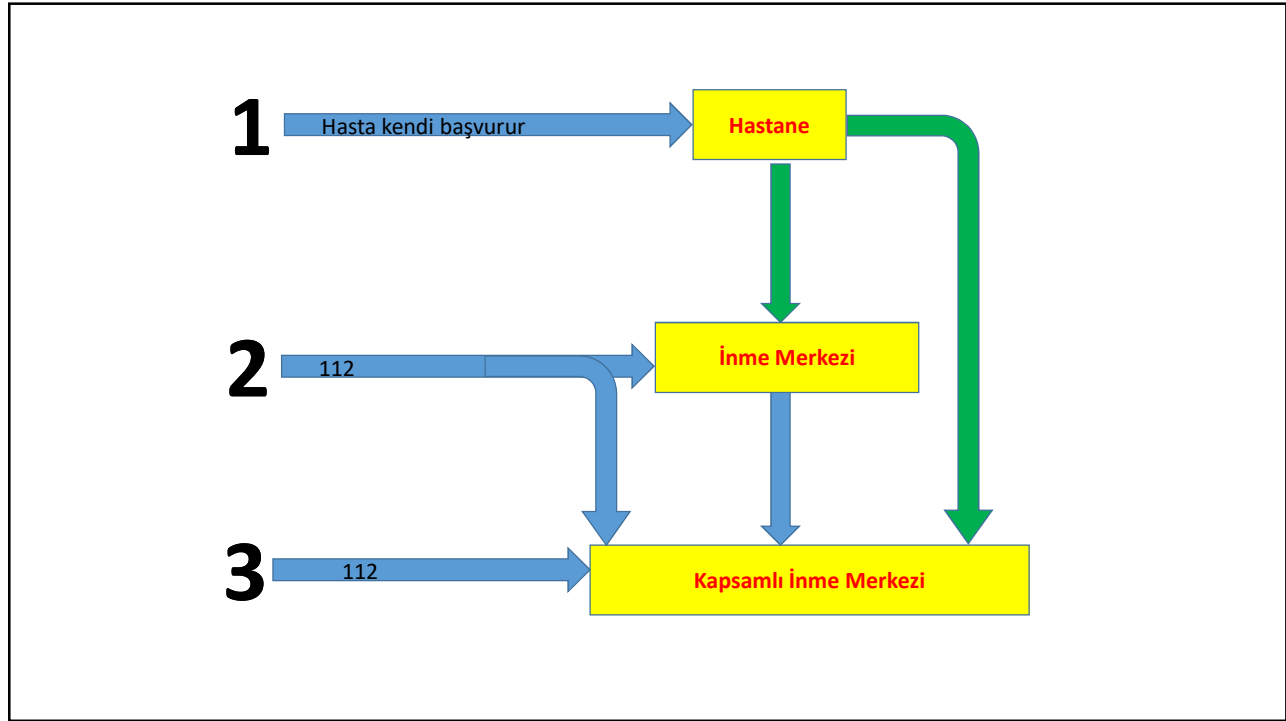 1
Hasta kendi başvurur
Hastane
2
112
İnme Merkezi
3
112
Kapsamlı İnme Merkezi